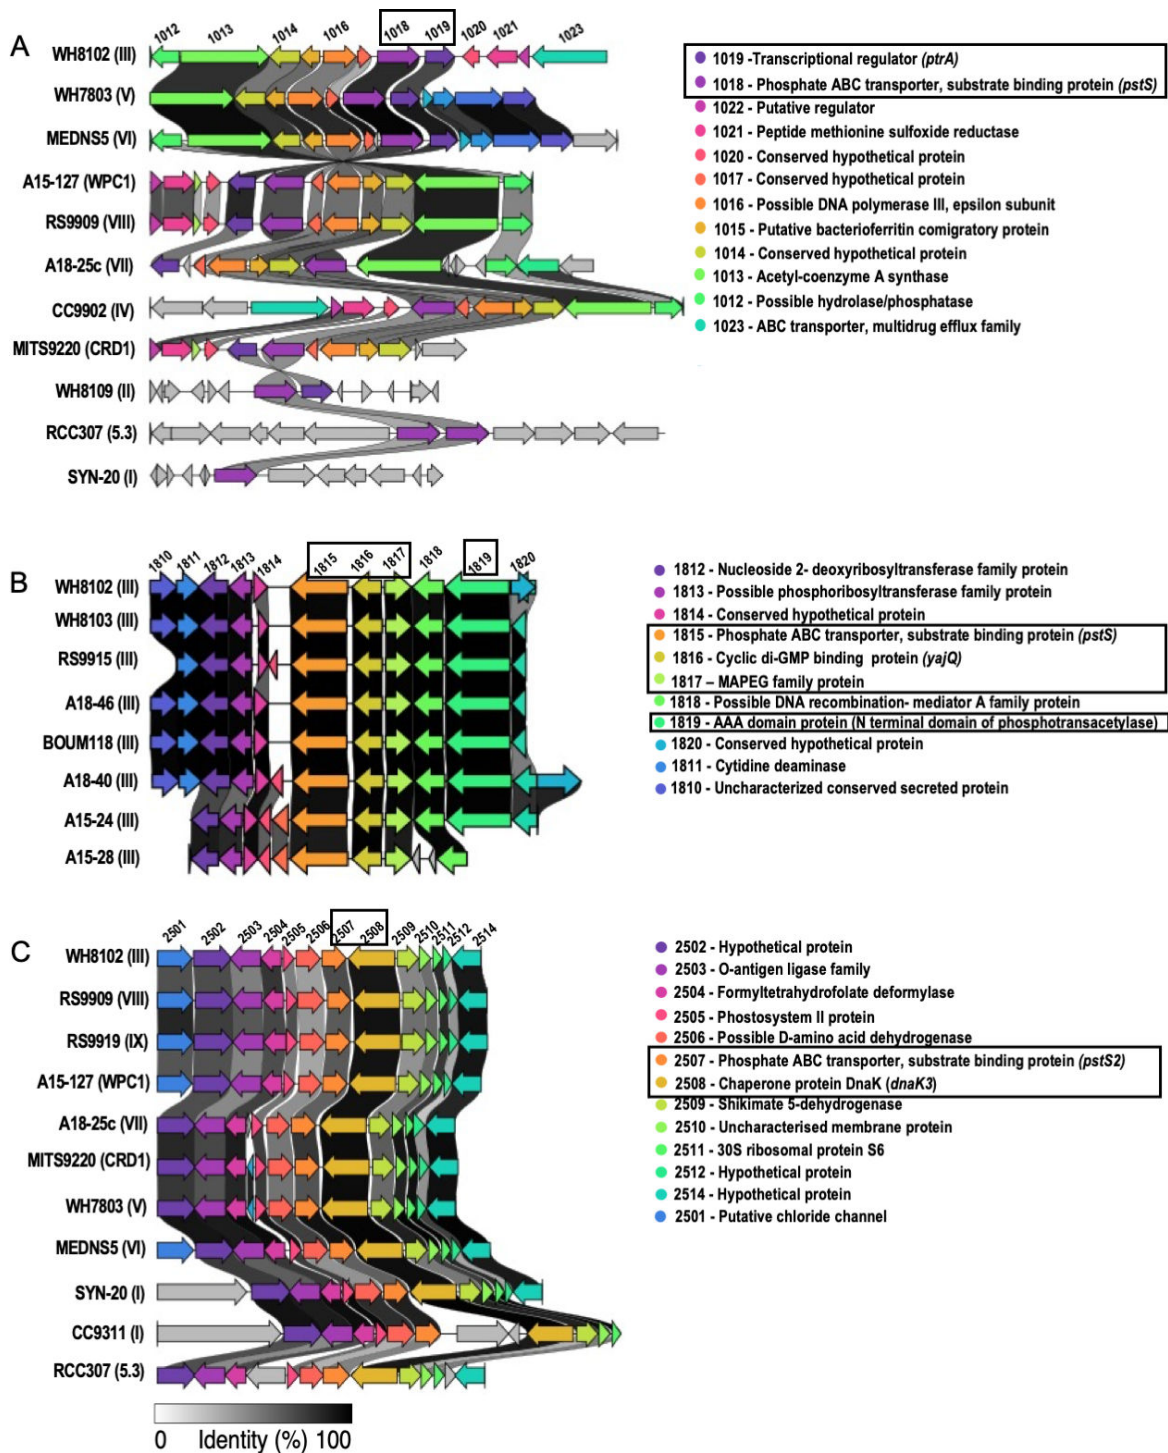 A
1012 1013 1014 1016 1018 1019 1020 1021 1023
WH8102 (III)
WH7803 (V)
MEDNS5 (VI)
A15-127 (WPC1)
RS9909 (VIII)
A18-25c (VII)
CC9902 (IV)
MITS9220 (CRD1)
WH8109 (II)
RCC307 (5.3)
SYN-20 (I)
1019 -Transcriptional regulator (ptrA)
1018 - Phosphate ABC transporter, substrate binding protein (pstS)
1022 - Putative regulator
1021 - Peptide methionine sulfoxide reductase
1020 - Conserved hypothetical protein
1017 - Conserved hypothetical protein
1016 - Possible DNA polymerase III, epsilon subunit
1015 - Putative bacterioferritin comigratory protein
1014 - Conserved hypothetical protein
1013 - Acetyl-coenzyme A synthase
1012 - Possible hydrolase/phosphatase
1023 - ABC transporter, multidrug efflux family
B
1810 1811 1812 1813 1814 1815 1816 1817 1818 1819 1820
WH8102 (III)
WH8103 (III)
RS9915 (III)
A18-46 (III)
BOUM118 (III)
A18-40 (III)
A15-24 (III)
A15-28 (III)
1812 - Nucleoside 2- deoxyribosyltransferase family protein
1813 - Possible phosphoribosyltransferase family protein
1814 - Conserved hypothetical protein
1815 - Phosphate ABC transporter, substrate binding protein (pstS)
1816 - Cyclic di-GMP binding protein (yajQ)
1817 – MAPEG family protein
1818 - Possible DNA recombination- mediator A family protein
1819 - AAA domain protein (N terminal domain of phosphotransacetylase)
1820 - Conserved hypothetical protein
1811 - Cytidine deaminase
1810 - Uncharacterized conserved secreted protein
C
2501 2502 2503 2504 2505 2506 2507 2508 2509 2510 2511 2512 2514
WH8102 (III)
RS9909 (VIII)
RS9919 (IX)
A15-127 (WPC1)
A18-25c (VII)
MITS9220 (CRD1)
WH7803 (V)
MEDNS5 (VI)
SYN-20 (I)
CC9311 (I)
RCC307 (5.3)
2502 - Hypothetical protein
2503 - O-antigen ligase family
2504 - Formyltetrahydrofolate deformylase
2505 - Phostosystem II protein
2506 - Possible D-amino acid dehydrogenase
2507 - Phosphate ABC transporter, substrate binding protein (pstS2)
2508 - Chaperone protein DnaK (dnaK3)
2509 - Shikimate 5-dehydrogenase
2510 - Uncharacterised membrane protein
2511 - 30S ribosomal protein S6
2512 - Hypothetical protein
2514 - Hypothetical protein
2501 - Putative chloride channel
0 Identity (%) 100